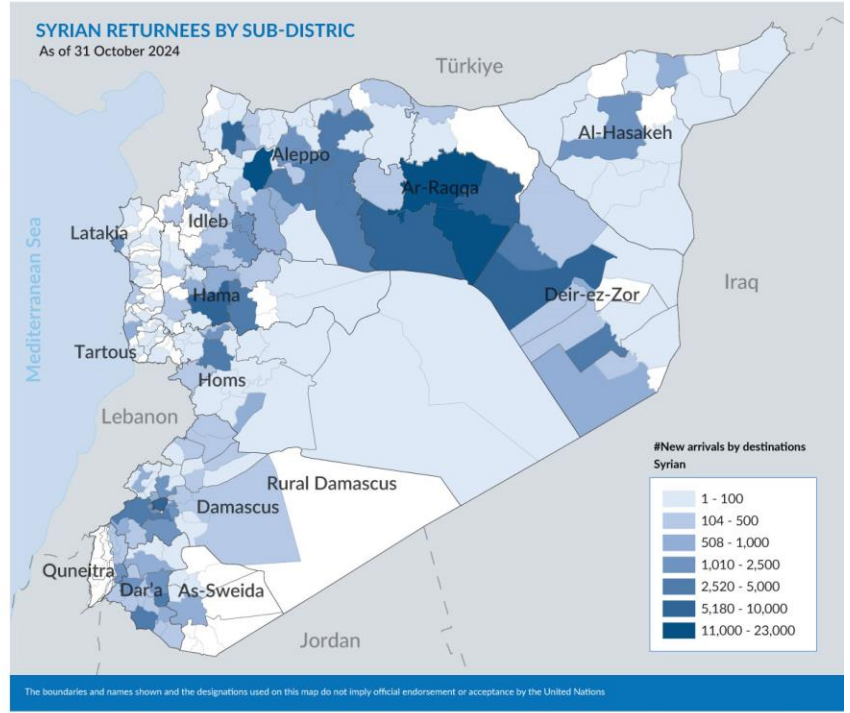 SYRIAN RETURNEES BY SUB-DISTRIC
As of 31 October 2024
Türkiye
Al-Hasakeh
Aleppo
Ar-Raqqa
Mediterranean Sea
Latakia
Idleb
Iraq
Hama
Deir-ez-Zor
Tartous
Homs
Lebanon
#New arrivals by destinations
Syrian
Rural Damascus
1 - 100
Damascus
104 - 500
508 - 1,000
Quneitra
1,010 - 2,500
Dar'a
As-Sweida
2,520 - 5,000
5,180 - 10,000
Jordan
11,000 - 23,000
The boundaries and names shown and the designations used on this map do not imply official endorsement or acceptance by the United Nations